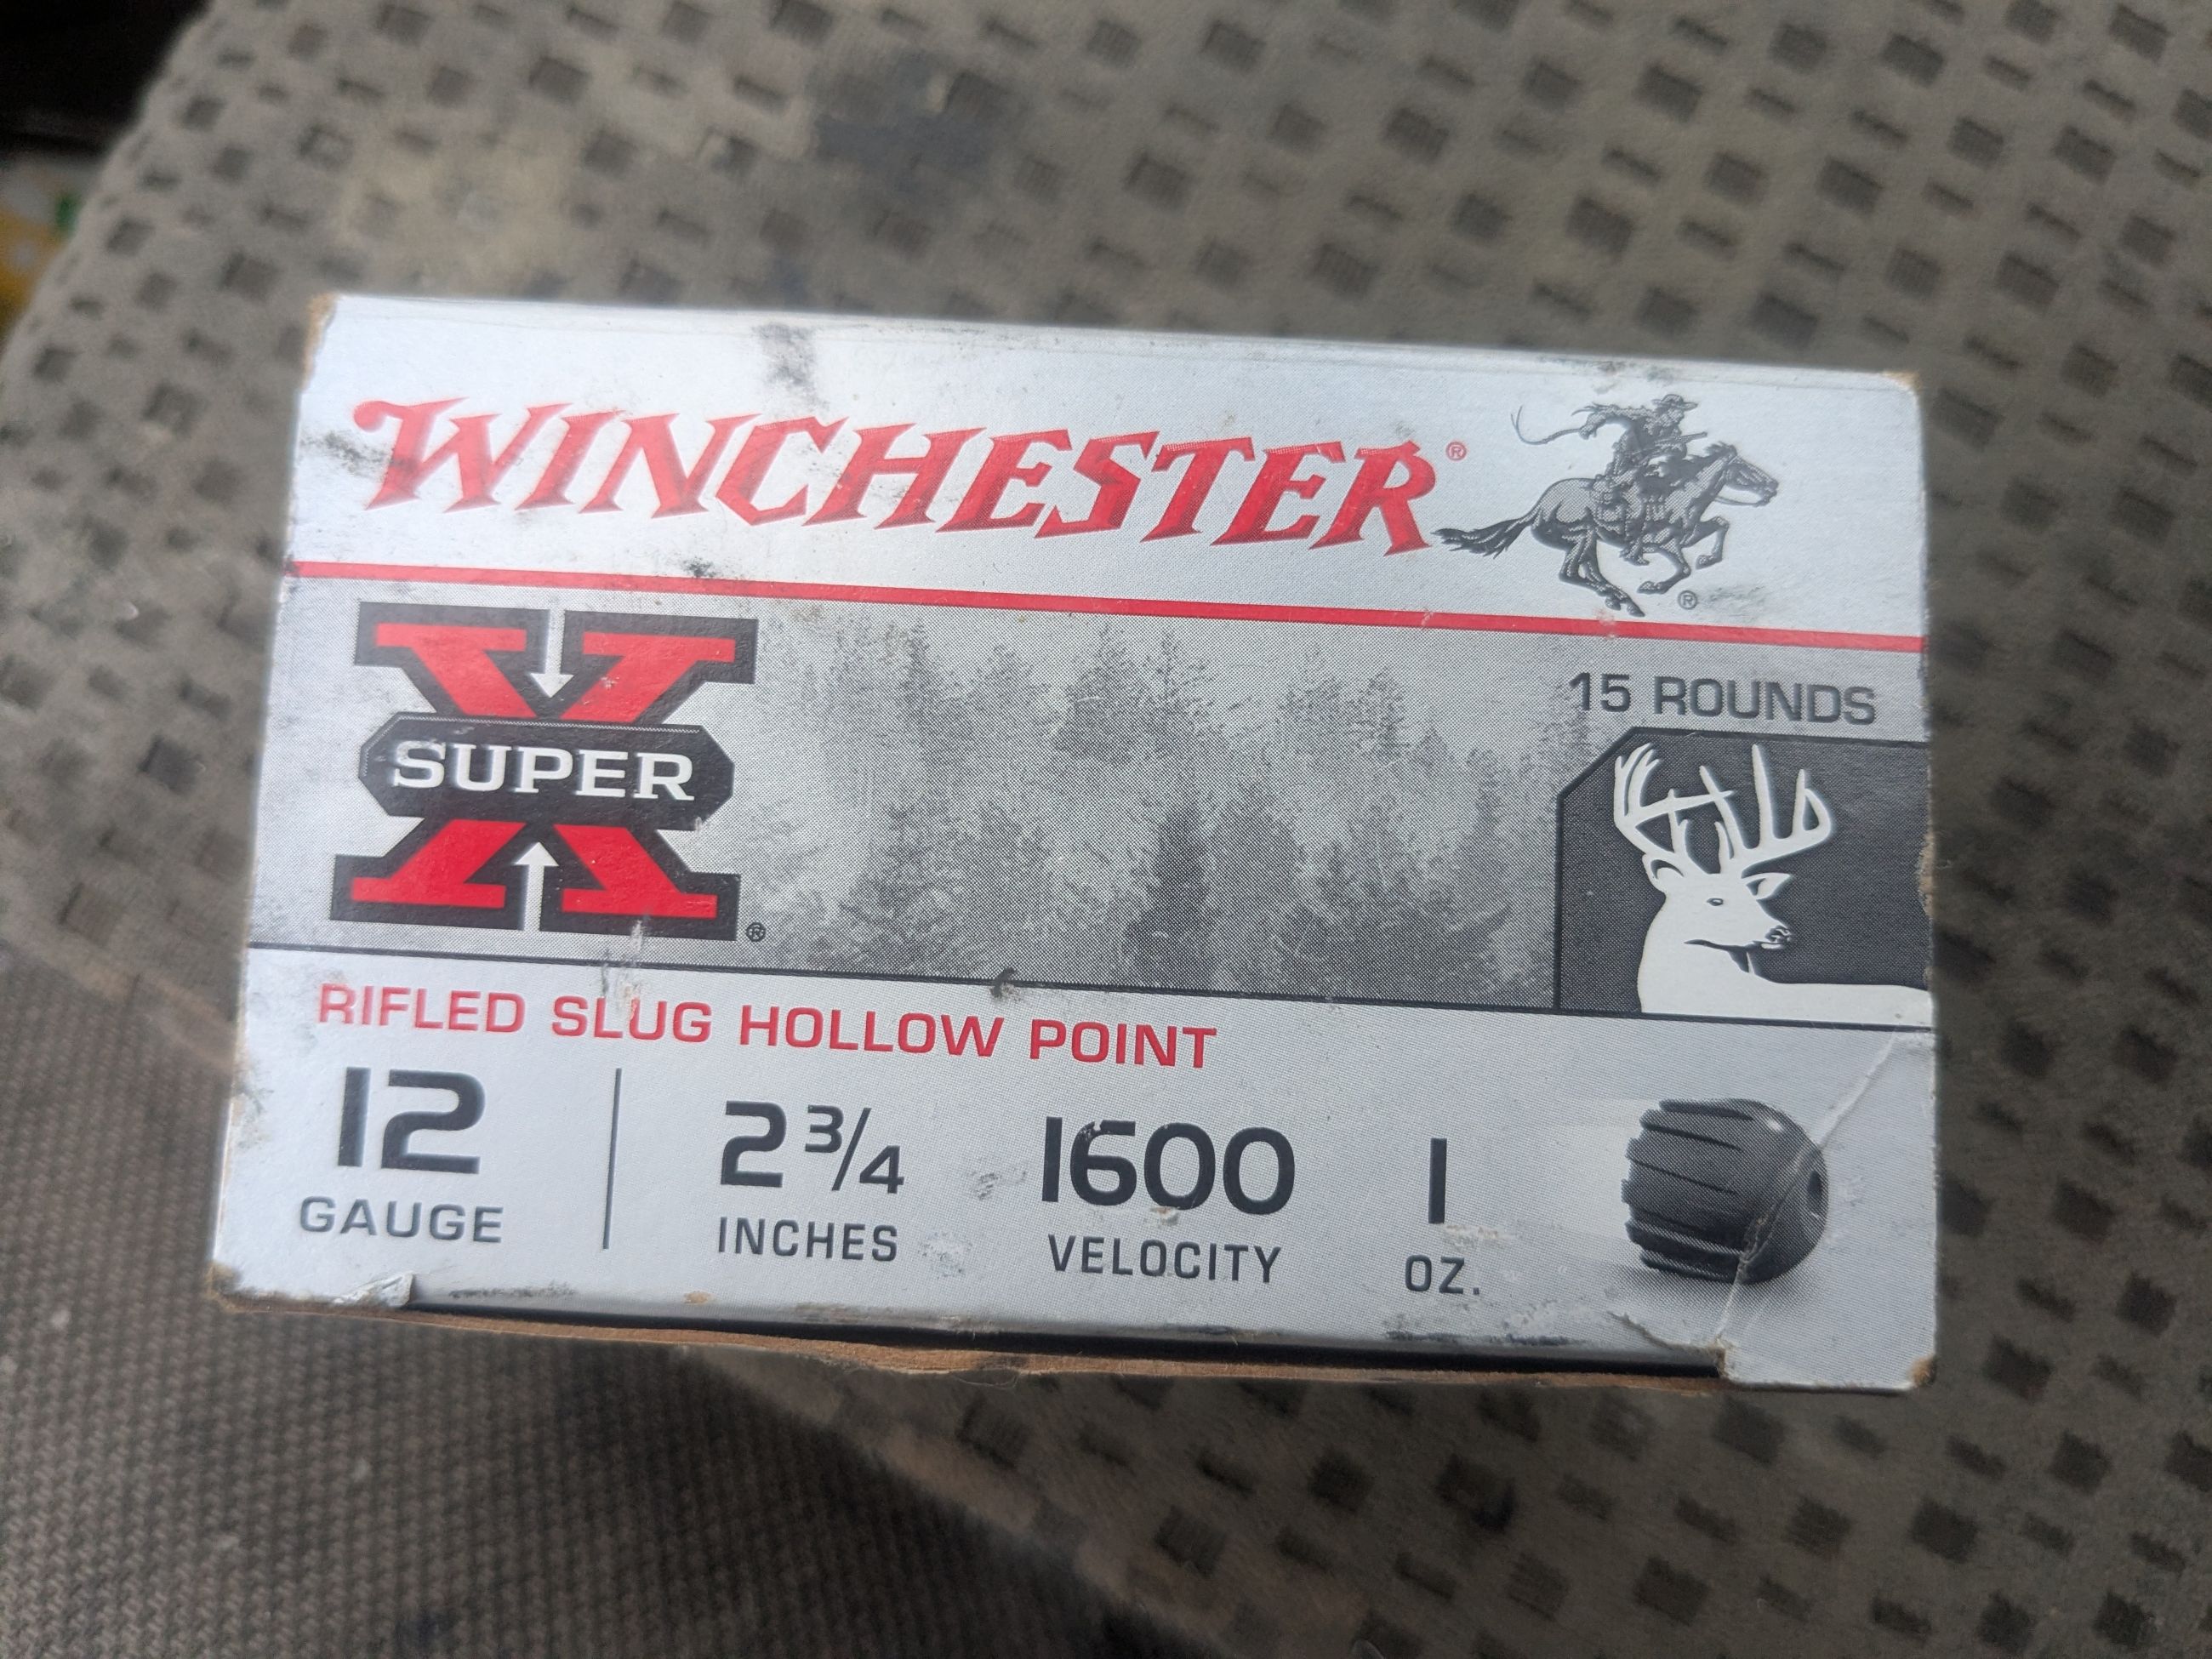 WINCHESTER®
®
15 ROUNDS
X
SUPER
®
RIFLED SLUG HOLLOW POINT
12
GAUGE
2 3/4
INCHES
1600
VELOCITY
1
OZ.